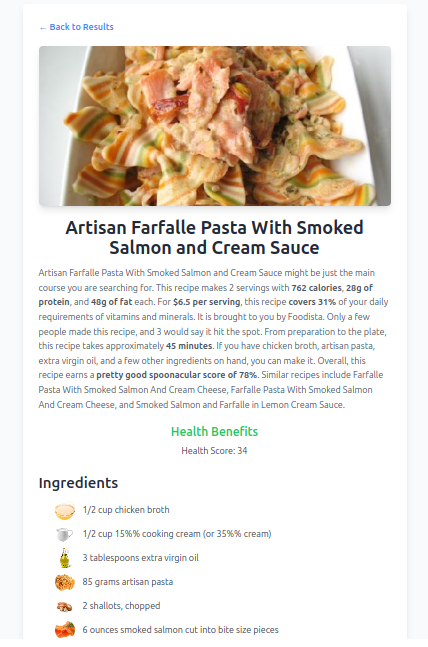 ← Back to Results
Artisan Farfalle Pasta With Smoked
Salmon and Cream Sauce
Artisan Farfalle Pasta With Smoked Salmon and Cream Sauce might be just the main
course you are searching for. This recipe makes 2 servings with 762 calories, 28g of
protein, and 48g of fat each. For $6.5 per serving, this recipe covers 31% of your daily
requirements of vitamins and minerals. It is brought to you by Foodista. Only a few
people made this recipe, and 3 would say it hit the spot. From preparation to the plate,
this recipe takes approximately 45 minutes. If you have chicken broth, artisan pasta,
extra virgin oil, and a few other ingredients on hand, you can make it. Overall, this
recipe earns a pretty good spoonacular score of 78%. Similar recipes include Farfalle
Pasta With Smoked Salmon And Cream Cheese, Farfalle Pasta With Smoked Salmon
And Cream Cheese, and Smoked Salmon and Farfalle in Lemon Cream Sauce.
Health Benefits
Health Score: 34
Ingredients
1/2 cup chicken broth
1/2 cup 15%% cooking cream (or 35%% cream)
3 tablespoons extra virgin oil
85 grams artisan pasta
2 shallots, chopped
6 ounces smoked salmon cut into bite size pieces